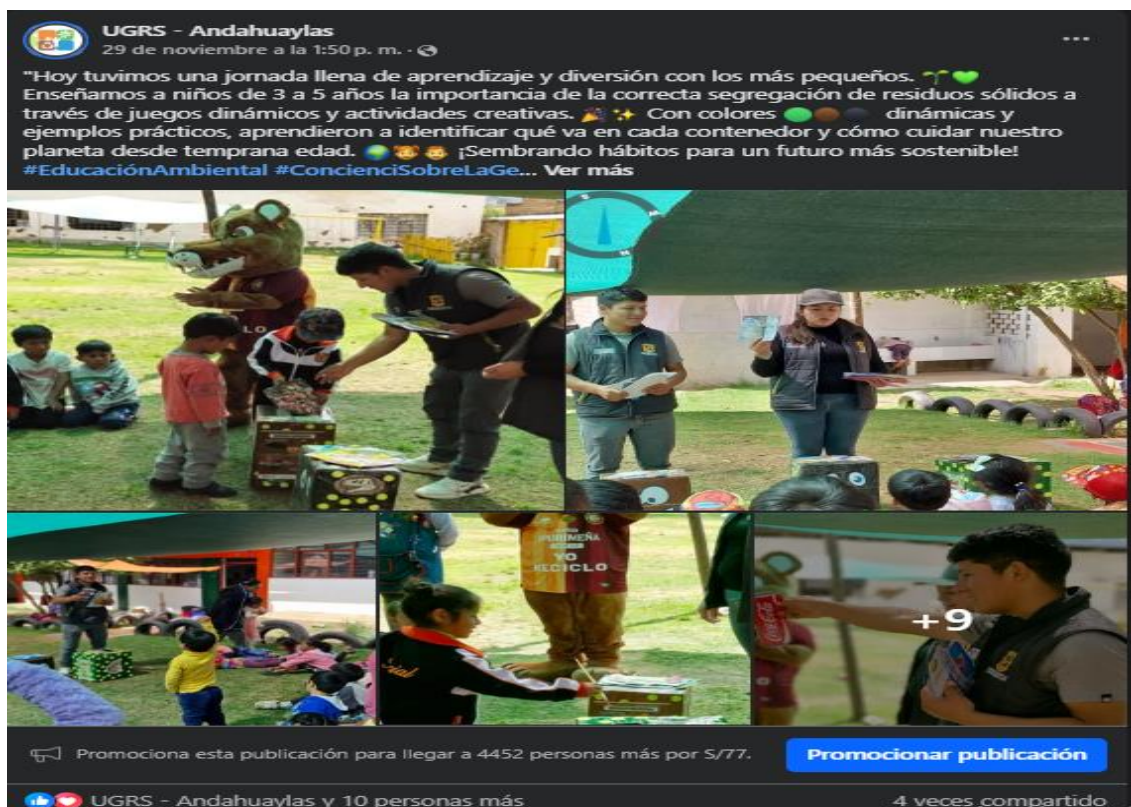 UGRS - Andahuaylas
29 de noviembre a la 1:50 p. m. ·
"Hoy tuvimos una jornada llena de aprendizaje y diversión con los más pequeños. 🌱💚
Enseñamos a niños de 3 a 5 años la importancia de la correcta segregación de residuos sólidos a
través de juegos dinámicos y actividades creativas. 🎉✨ Con colores 🟢🟤⚫ dinámicas y
ejemplos prácticos, aprendieron a identificar qué va en cada contenedor y cómo cuidar nuestro
planeta desde temprana edad. 🌍👧👦 ¡Sembrando hábitos para un futuro más sostenible!
#EducaciónAmbiental #ConcienciSobreLaGe... Ver más
CLO
PURIMEÑA
YO
RECICLO
Coca-Cola
+9
Promociona esta publicación para llegar a 4452 personas más por S/77.
Promocionar publicación
UGRS - Andahuaylas y 10 personas más
4 veces compartido